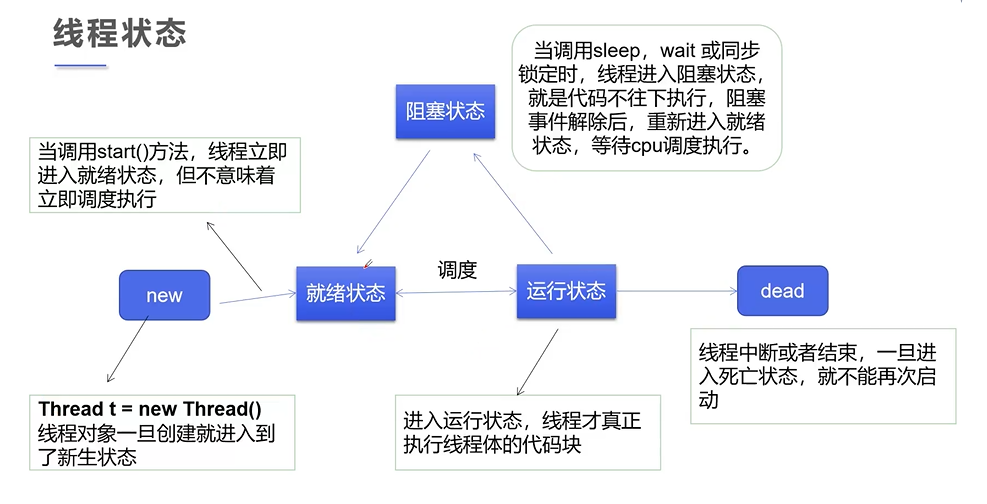 线程状态
当调用sleep，wait 或同步
锁定时，线程进入阻塞状态，
就是代码不往下执行，阻塞
事件解除后，重新进入就绪
状态，等待cpu调度执行。
阻塞状态
当调用start()方法，线程立即
进入就绪状态，但不意味着
立即调度执行
调度
new
就绪状态
运行状态
dead
线程中断或者结束，一旦进
入死亡状态，就不能再次启
动
Thread t = new Thread()
线程对象一旦创建就进入到
了新生状态
进入运行状态，线程才真正
执行线程体的代码块